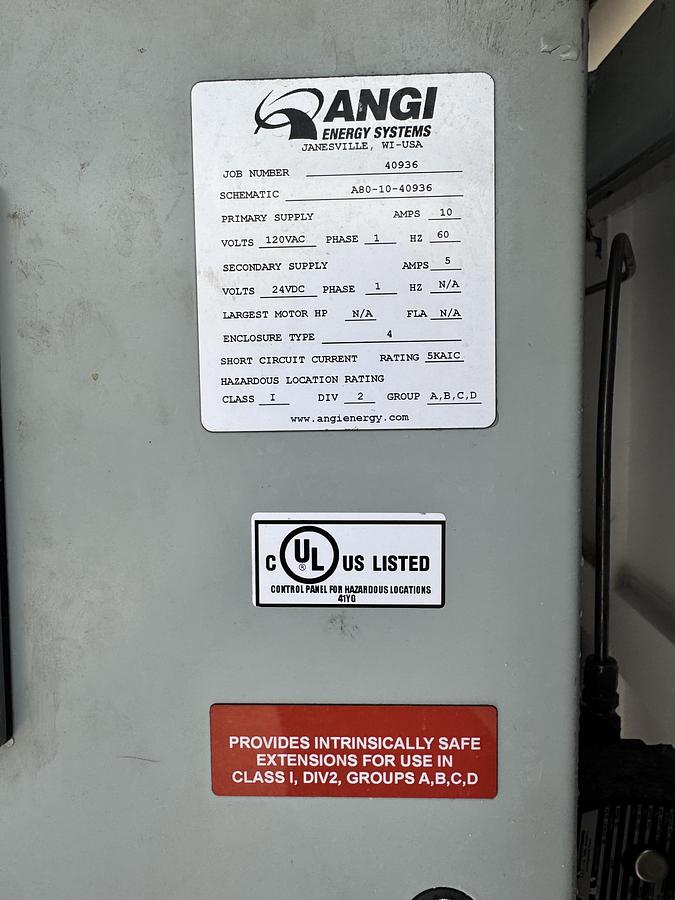 ANGI
ENERGY SYSTEMS
JANESVILLE, WI-USA
JOB NUMBER 40936
SCHEMATIC A80-10-40936
PRIMARY SUPPLY AMPS 10
VOLTS 120VAC PHASE 1 HZ 60
SECONDARY SUPPLY AMPS 5
VOLTS 24VDC PHASE 1 HZ N/A
LARGEST MOTOR HP N/A FLA N/A
ENCLOSURE TYPE 4
SHORT CIRCUIT CURRENT RATING 5KAIC
HAZARDOUS LOCATION RATING
CLASS I DIV 2 GROUP A,B,C,D
www.angienergy.com
C UL ® US LISTED
CONTROL PANEL FOR HAZARDOUS LOCATIONS
41YG
PROVIDES INTRINSICALLY SAFE
EXTENSIONS FOR USE IN
CLASS I, DIV2, GROUPS A,B,C,D